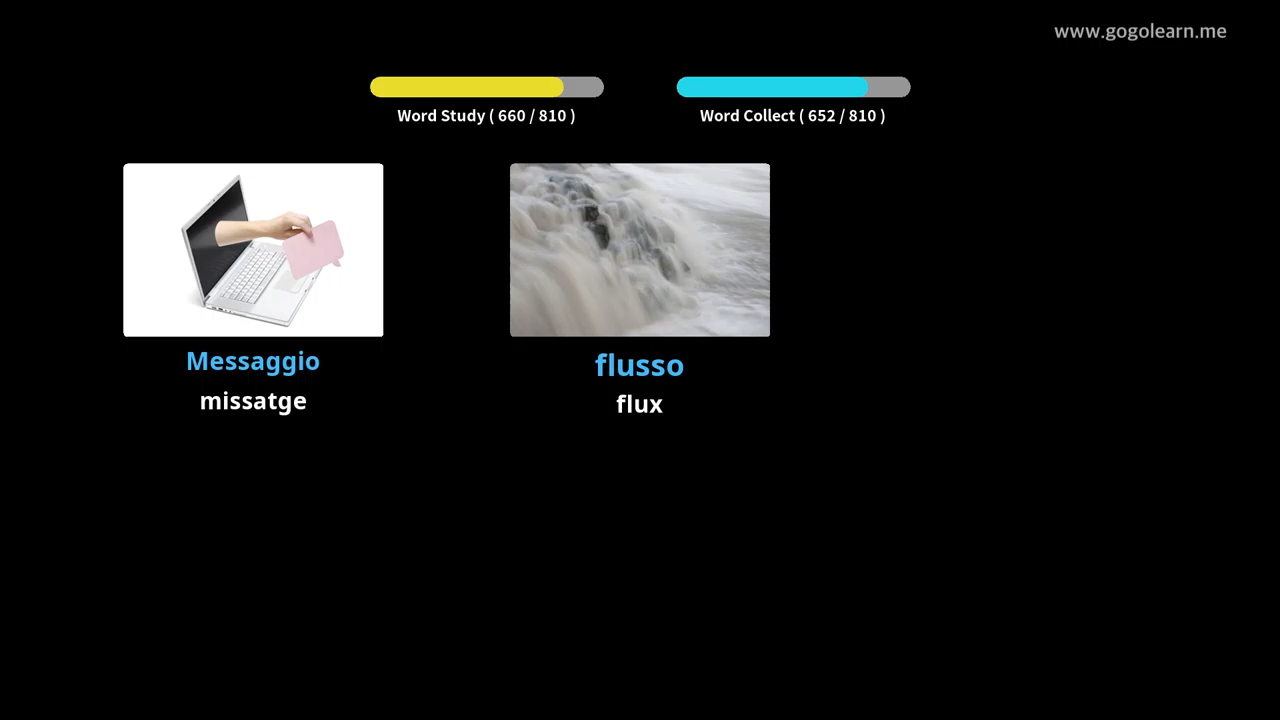 www.gogolearn.me
Word Study ( 660 / 810 )
Word Collect ( 652 / 810 )
Messaggio
missatge
flusso
flux